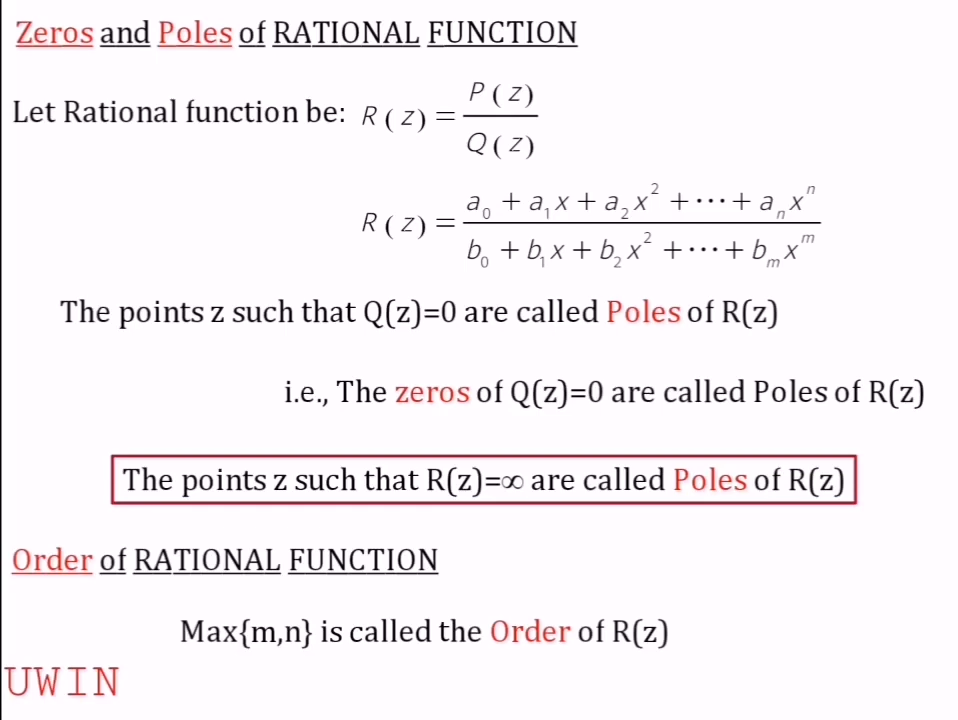 Zeros and Poles of RATIONAL FUNCTION
Let Rational function be: R(z) = P(z) / Q(z)
R(z) = (a₀ + a₁x + a₂x² + ⋯ + aₙxⁿ) / (b₀ + b₁x + b₂x² + ⋯ + bₘxᵐ)
The points z such that Q(z)=0 are called Poles of R(z)
i.e., The zeros of Q(z)=0 are called Poles of R(z)
The points z such that R(z)=∞ are called Poles of R(z)
Order of RATIONAL FUNCTION
Max{m,n} is called the Order of R(z)
UWIN